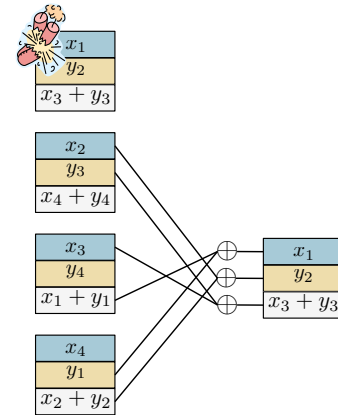 x₁
y₂
x₃ + y₃
x₂
y₃
x₄ + y₄
x₃
y₄
x₁ + y₁
x₄
y₁
x₂ + y₂
x₁
y₂
x₃ + y₃